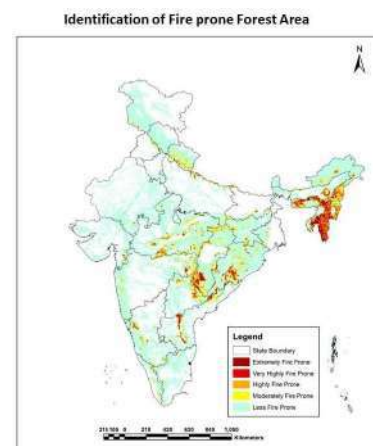 Identification of Fire prone Forest Area
N
Legend
State Boundary
Extremely Fire Prone
Very Highly Fire Prone
Highly Fire Prone
Moderately Fire Prone
Less Fire Prone
Kilometers